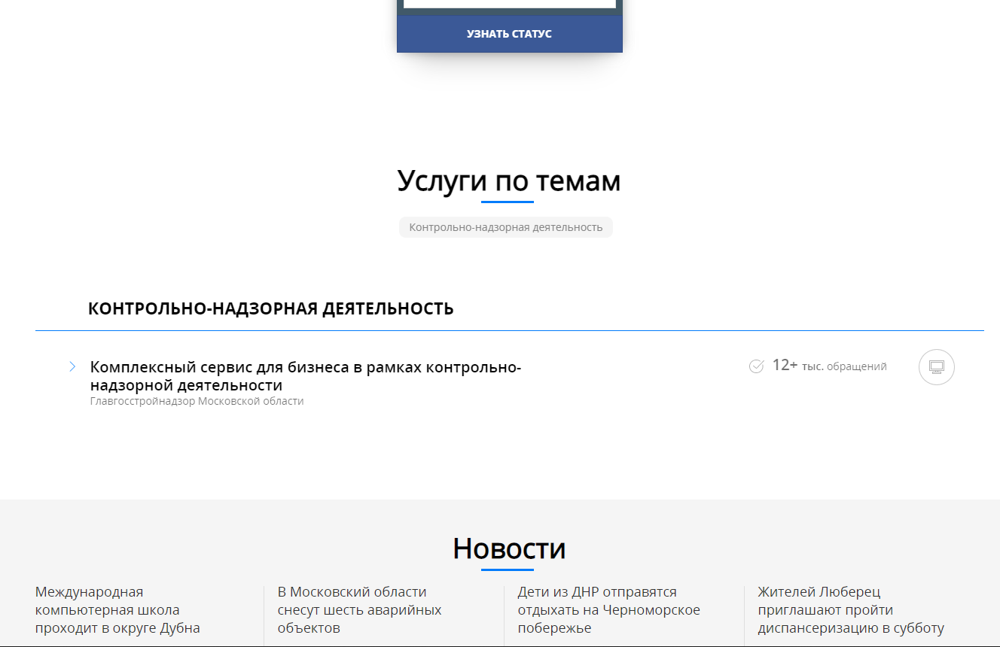 УЗНАТЬ СТАТУС
Услуги по темам
Контрольно-надзорная деятельность
КОНТРОЛЬНО-НАДЗОРНАЯ ДЕЯТЕЛЬНОСТЬ
Комплексный сервис для бизнеса в рамках контрольно-
надзорной деятельности
Главгосстройнадзор Московской области
12+ тыс. обращений
Новости
Международная
компьютерная школа
проходит в округе Дубна
В Московский области
снесут шесть аварийных
объектов
Дети из ДНР отправятся
отдыхать на Черноморское
побережье
Жителей Люберец
приглашают пройти
диспансеризацию в субботу